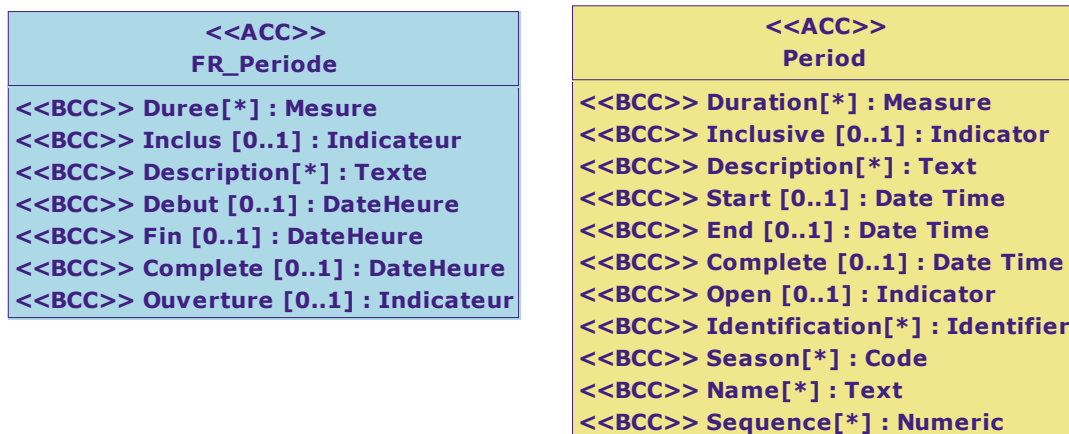 <<ACC>>
FR_Periode
<<BCC>> Duree[*] : Mesure
<<BCC>> Inclus [0..1] : Indicateur
<<BCC>> Description[*] : Texte
<<BCC>> Debut [0..1] : DateHeure
<<BCC>> Fin [0..1] : DateHeure
<<BCC>> Complete [0..1] : DateHeure
<<BCC>> Ouverture [0..1] : Indicateur
<<ACC>>
Period
<<BCC>> Duration[*] : Measure
<<BCC>> Inclusive [0..1] : Indicator
<<BCC>> Description[*] : Text
<<BCC>> Start [0..1] : Date Time
<<BCC>> End [0..1] : Date Time
<<BCC>> Complete [0..1] : Date Time
<<BCC>> Open [0..1] : Indicator
<<BCC>> Identification[*] : Identifier
<<BCC>> Season[*] : Code
<<BCC>> Name[*] : Text
<<BCC>> Sequence[*] : Numeric